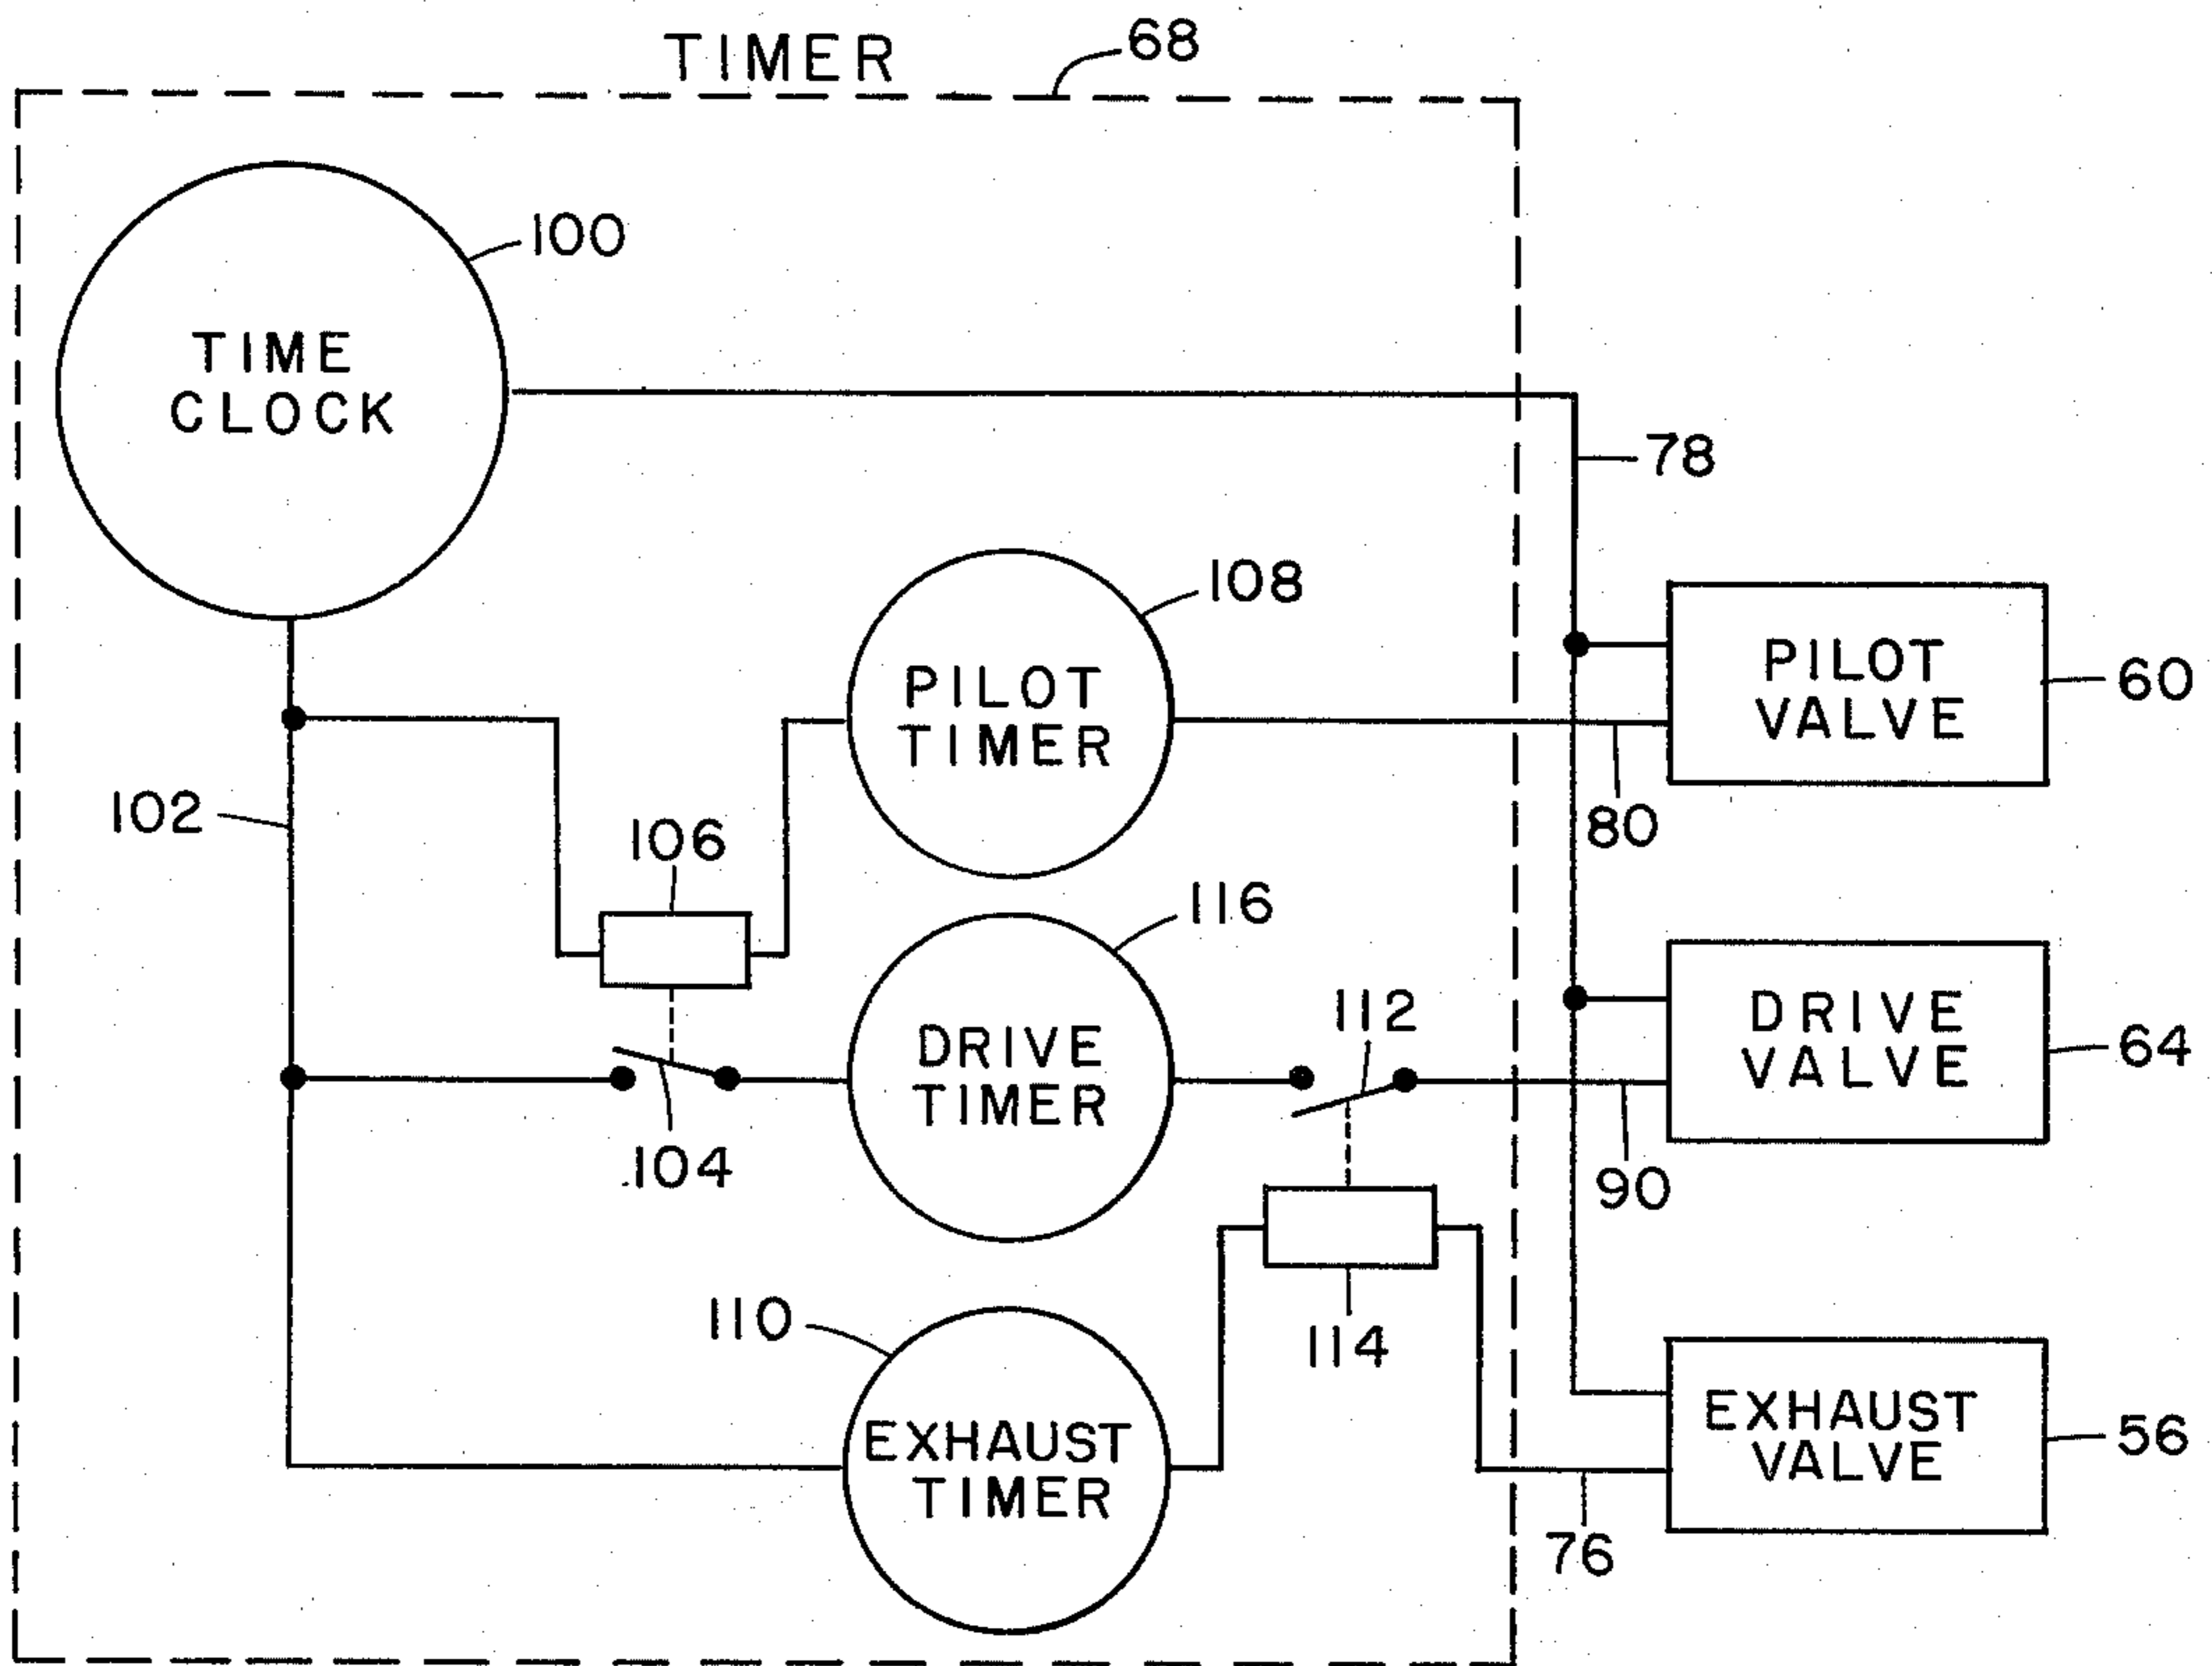 TIMER
68
100
TIME
CLOCK
78
108
PILOT
TIMER
PILOT
VALVE
60
102
106
80
116
DRIVE
TIMER
112
DRIVE
VALVE
64
104
90
110
114
EXHAUST
TIMER
EXHAUST
VALVE
56
76